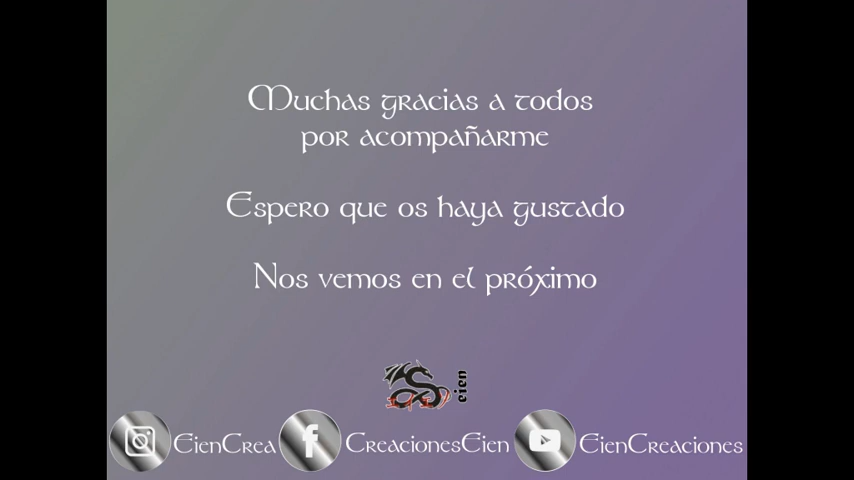 Muchas gracias a todos
por acompañarme
Espero que os haya gustado
Nos vemos en el próximo
eien
EienCrea
CreacionesEien
EienCreaciones